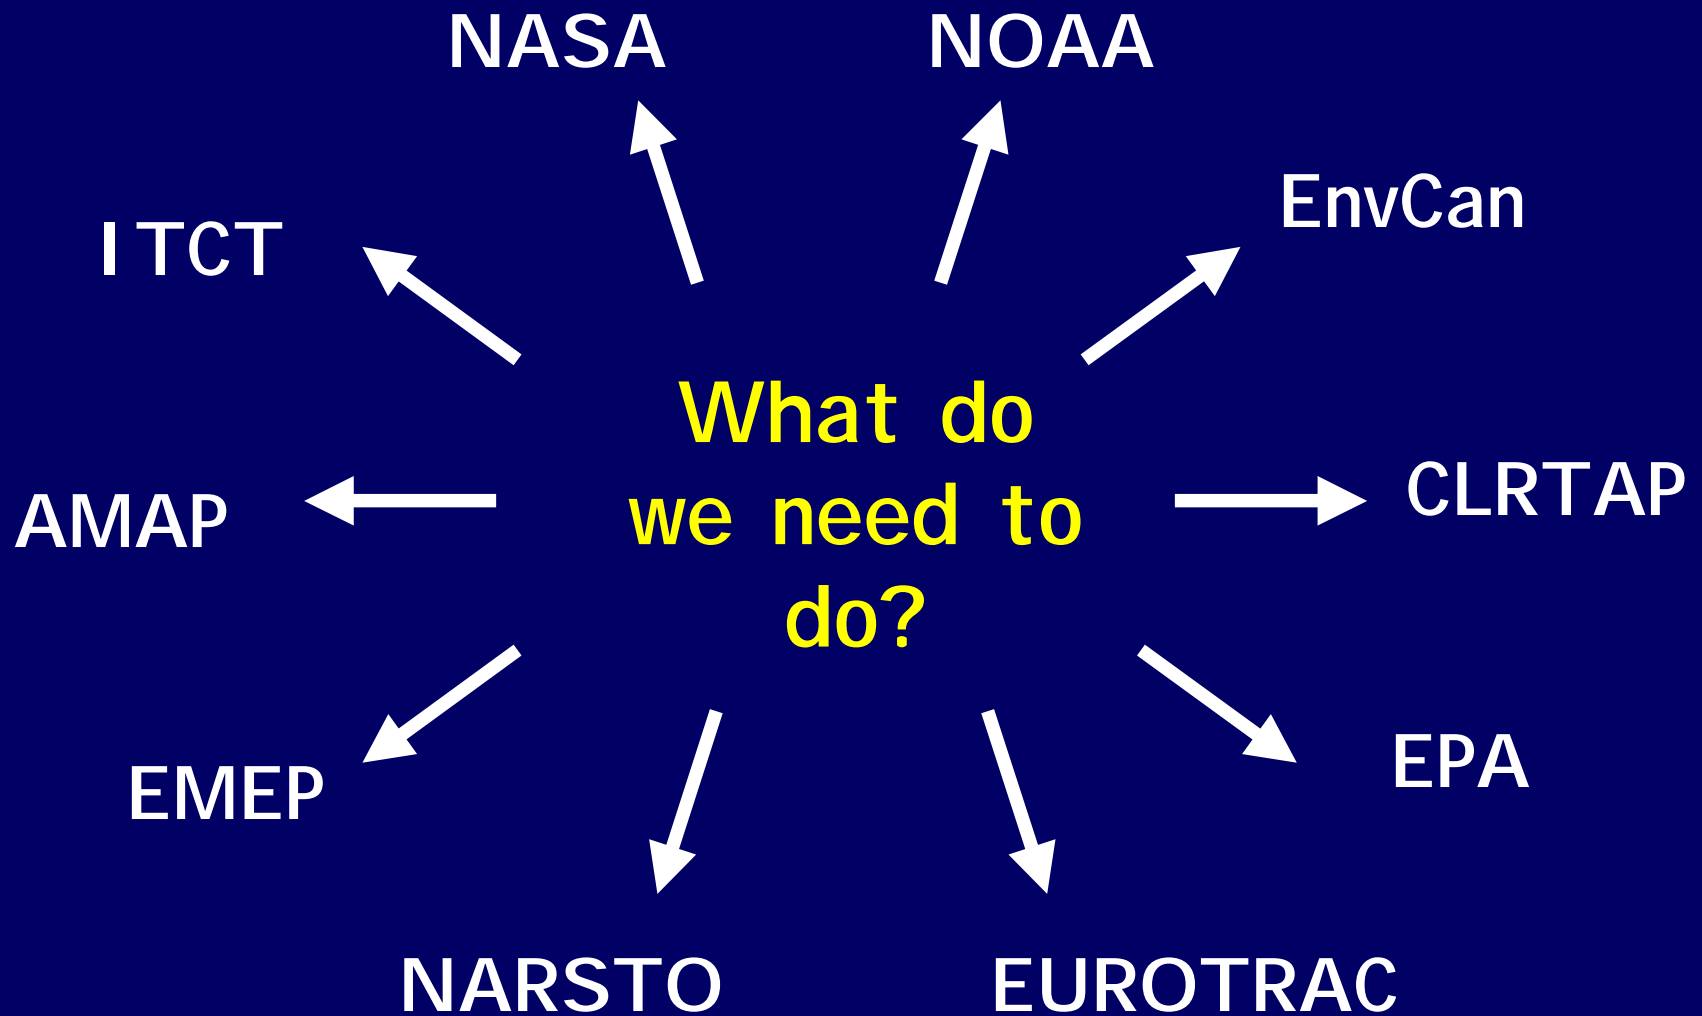 NASA
NOAA
EnvCan
ITCT
What do
we need to
do?
CLRTAP
AMAP
EPA
EMEP
NARSTO
EUROTRAC